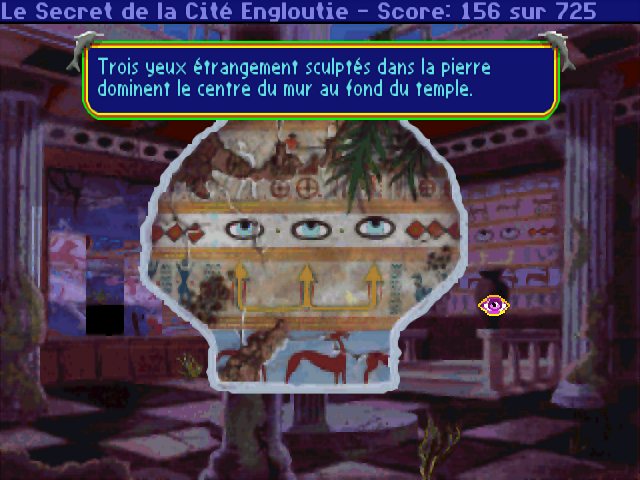 Le Secret de la Cité Engloutie - Score: 156 sur 725
Trois yeux étrangement sculptés dans la pierre
dominent le centre du mur au fond du temple.